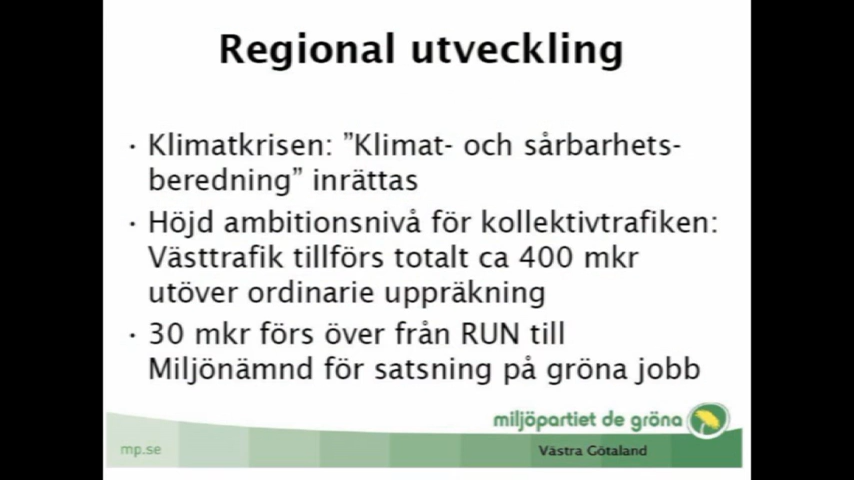 Regional utveckling
· Klimatkrisen: ”Klimat- och sårbarhets-
beredning” inrättas
· Höjd ambitionsnivå för kollektivtrafiken:
Västtrafik tillförs totalt ca 400 mkr
utöver ordinarie uppräkning
· 30 mkr förs över från RUN till
Miljönämnd för satsning på gröna jobb
miljöpartiet de gröna
mp.se
Västra Götaland